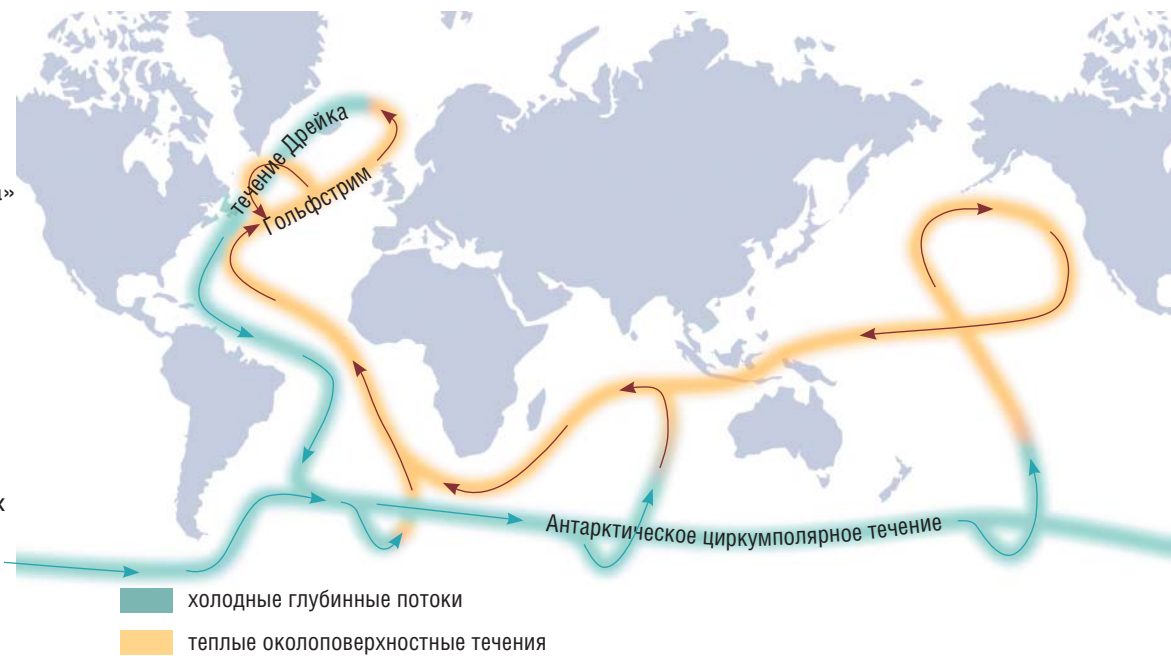 течение Дрейка
»
Гольфстрим
к
Антарктическое циркумполярное течение
холодные глубинные потоки
теплые околоповерхностные течения